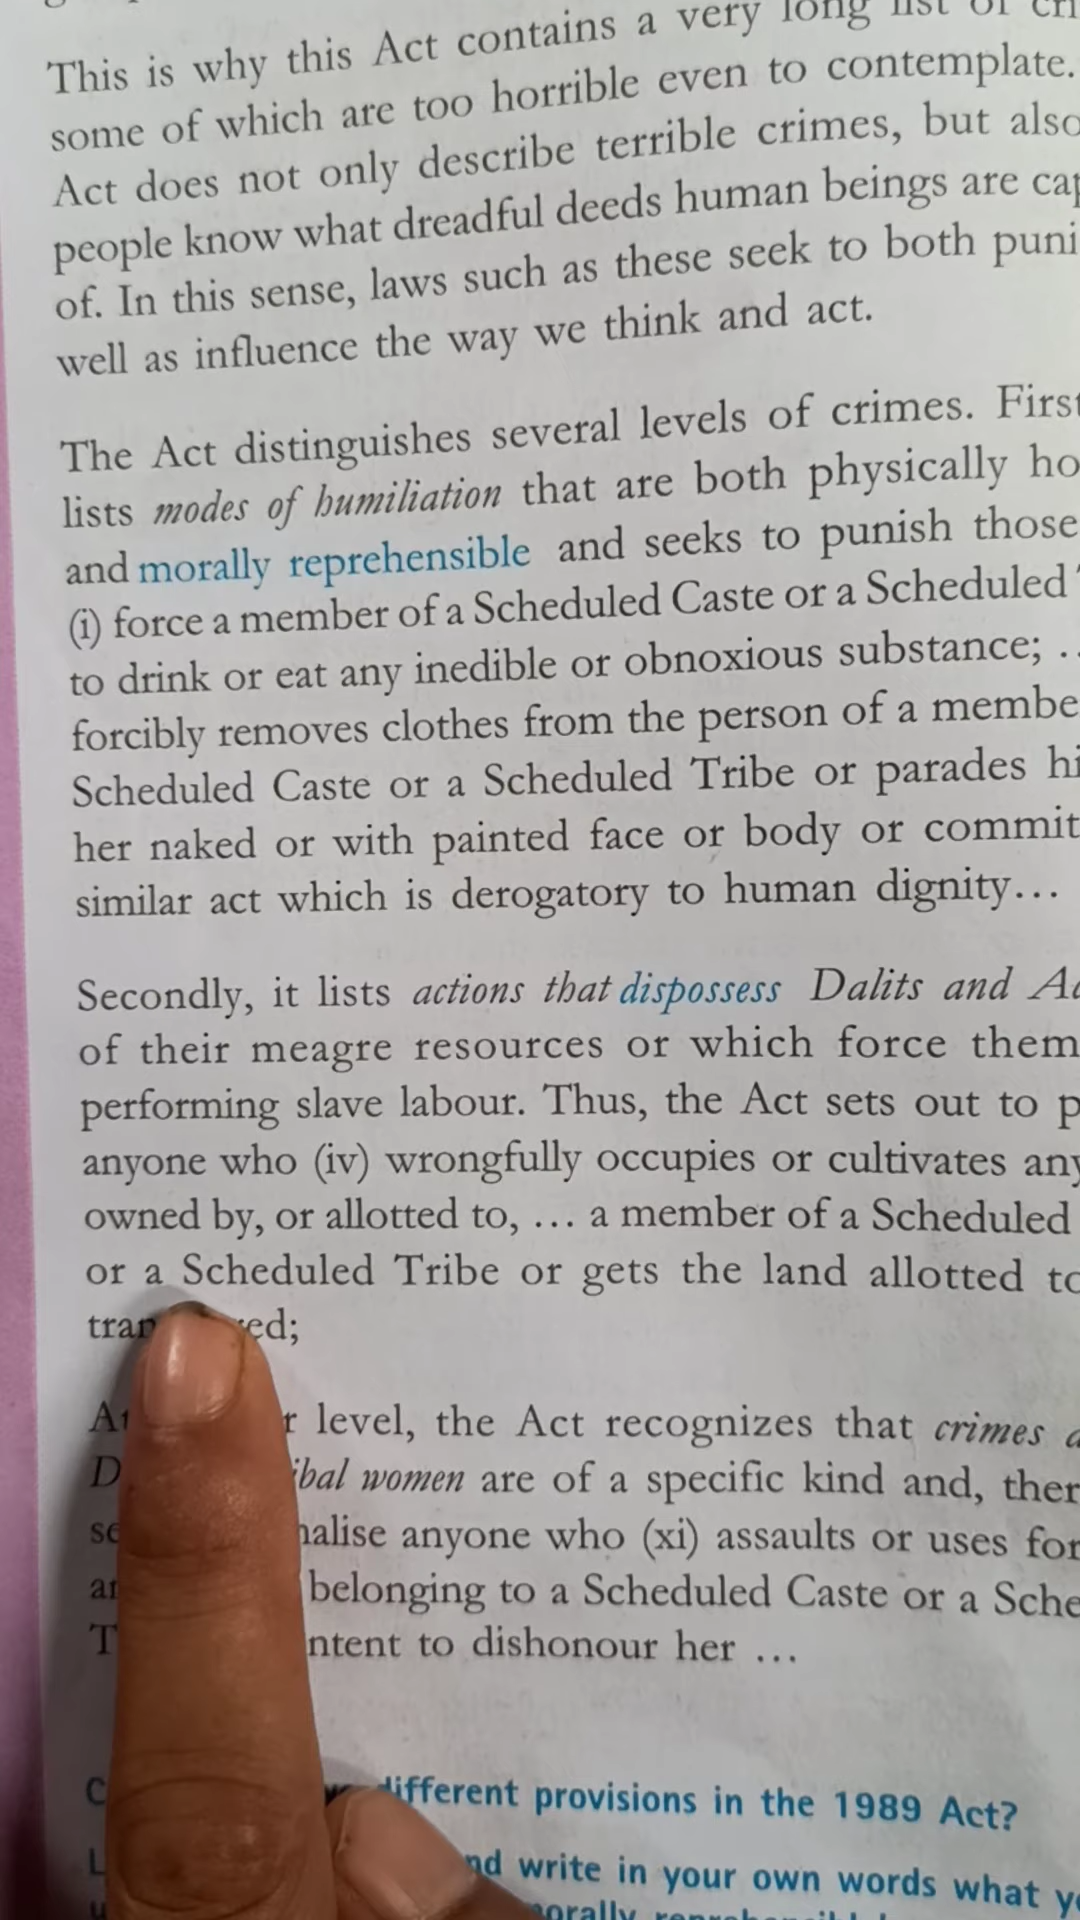 This is why this Act contains a very long list of
some of which are too horrible even to contemplate.
Act does not only describe terrible crimes, but also
people know what dreadful deeds human beings are
of. In this sense, laws such as these seek to both
well as influence the way we think and act.
The Act distinguishes several levels of crimes.
lists modes of humiliation that are both physically
and morally reprehensible and seeks to punish those
(i) force a member of a Scheduled Caste or a Scheduled
to drink or eat any inedible or obnoxious substance; ..
forcibly removes clothes from the person of a
Scheduled Caste or a Scheduled Tribe or parades
her naked or with painted face or body or
similar act which is derogatory to human dignity...
Secondly, it lists actions that dispossess Dalits and
of their meagre resources or which force them
performing slave labour. Thus, the Act sets out to
anyone who (iv) wrongfully occupies or cultivates any
owned by, or allotted to, ... a member of a Scheduled
or a Scheduled Tribe or gets the land allotted to
level, the Act recognizes that crimes
women are of a specific kind and,
anyone who (xi) assaults or uses
belonging to a Scheduled Caste or a
to dishonour her ...
different provisions in the 1989 Act?
write in your own words what